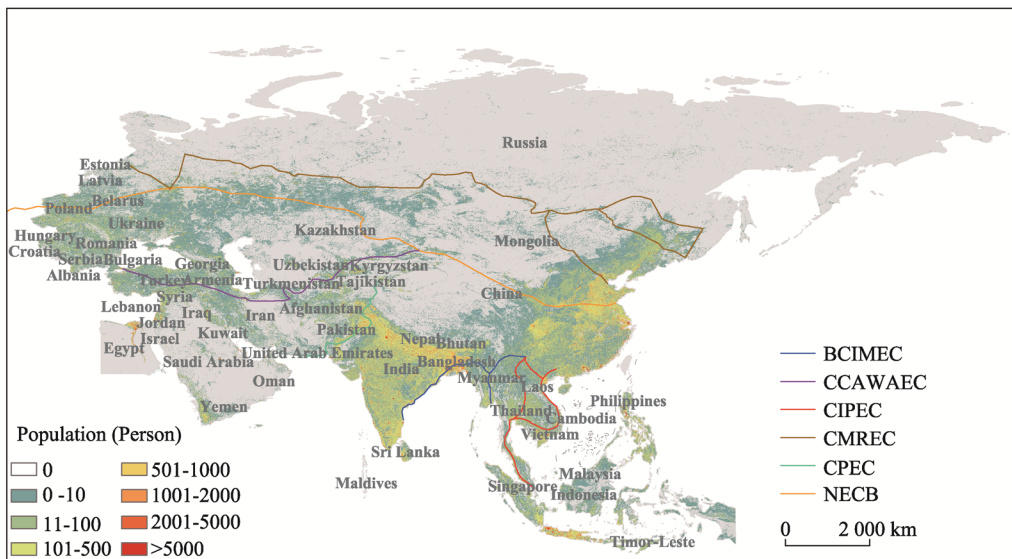 Russia
Estonia
Latvia
Belarus
Poland
Ukraine
Kazakhstan
Mongolia
Hungary
Romania
Croatia
Serbia
Bulgaria
Georgia
Uzbekistan
Kyrgyzstan
Albania
Turkey
Armenia
Turkmenistan
Tajikistan
China
Syria
Lebanon
Iraq
Iran
Afghanistan
Jordan
Kuwait
Pakistan
Israel
Nepal
Bhutan
Egypt
United Arab Emirates
Saudi Arabia
India
Bangladesh
Myanmar
Oman
Laos
Yemen
Thailand
Cambodia
Philippines
Vietnam
Sri Lanka
Maldives
Malaysia
Singapore
Indonesia
Timor-Leste
Population (Person)
0
0 -10
11-100
101-500
501-1000
1001-2000
2001-5000
>5000
BCIMEC
CCAWAEC
CIPEC
CMREC
CPEC
NECB
0 2 000 km